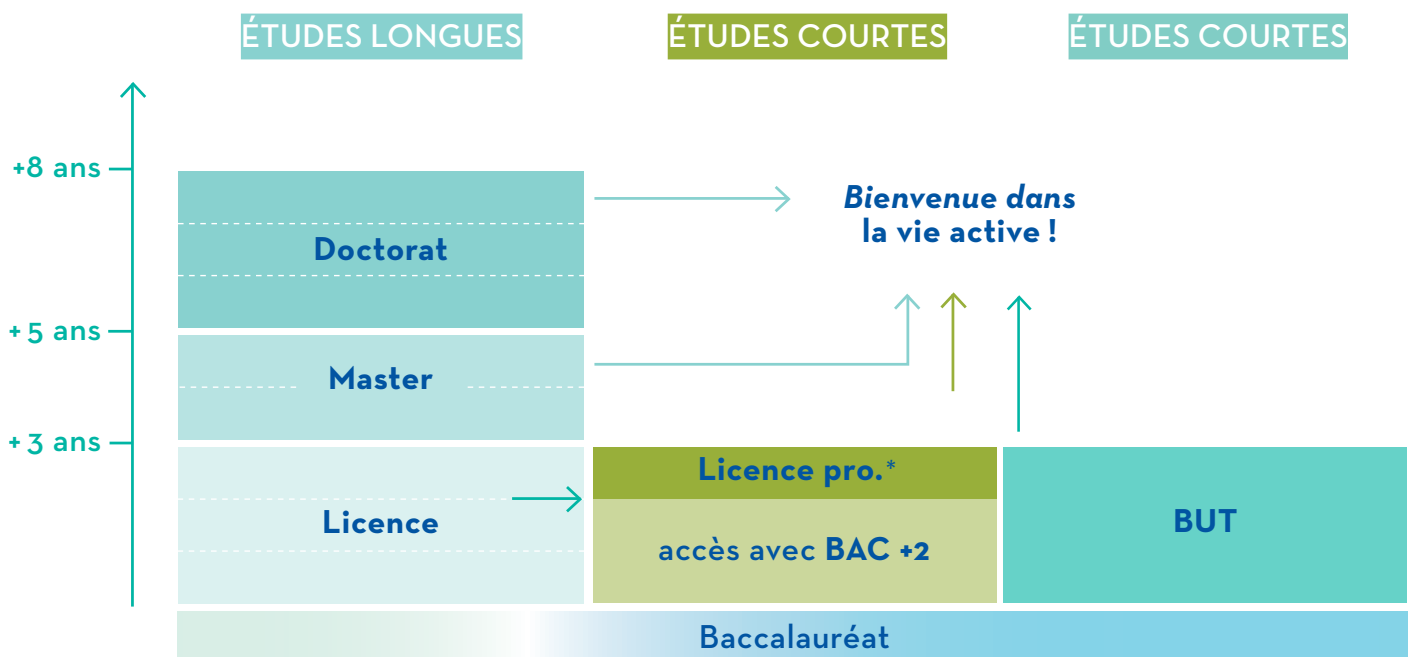 ÉTUDES LONGUES
ÉTUDES COURTES
ÉTUDES COURTES
+8 ans
Bienvenue dans
la vie active !
Doctorat
+ 5 ans
Master
+ 3 ans
Licence pro.*
Licence
BUT
accès avec BAC +2
Baccalauréat